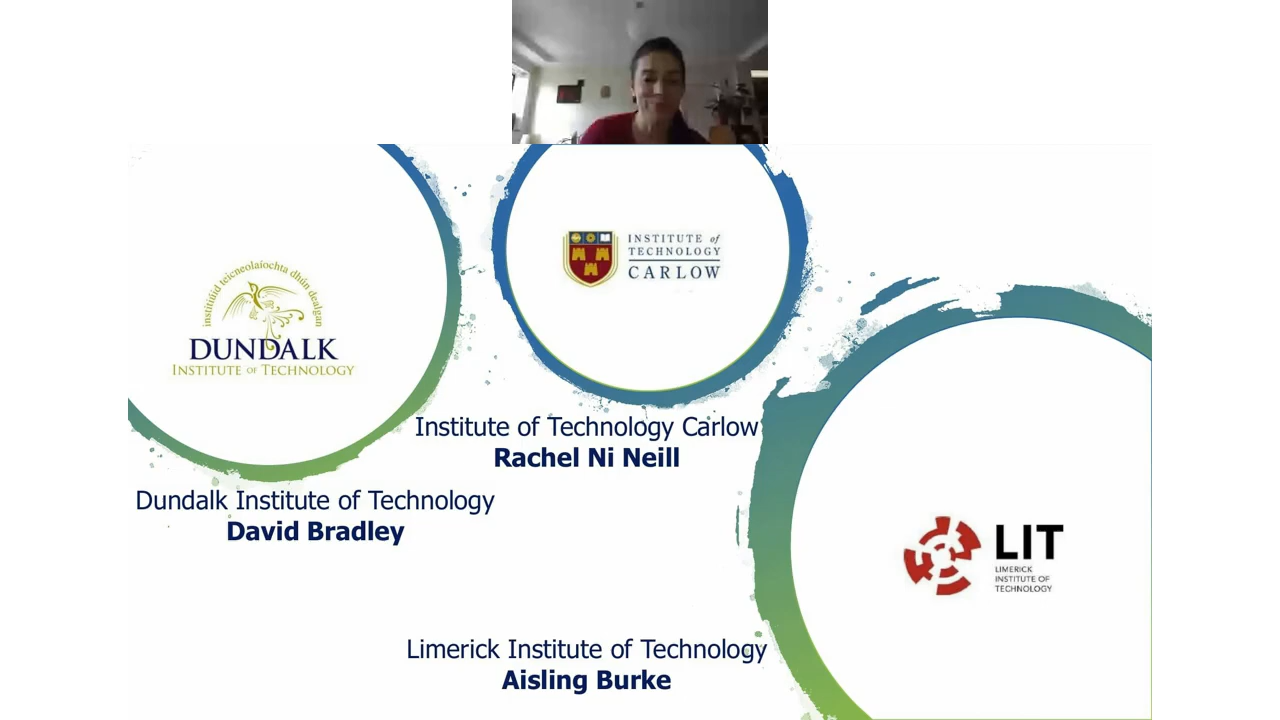 institiúid teicneolaíochta dhún dealgan
DUNDALK
INSTITUTE OF TECHNOLOGY
INSTITUTE of
TECHNOLOGY
CARLOW
Institute of Technology Carlow
Rachel Ni Neill
Dundalk Institute of Technology
David Bradley
LIT
LIMERICK
INSTITUTE OF
TECHNOLOGY
Limerick Institute of Technology
Aisling Burke